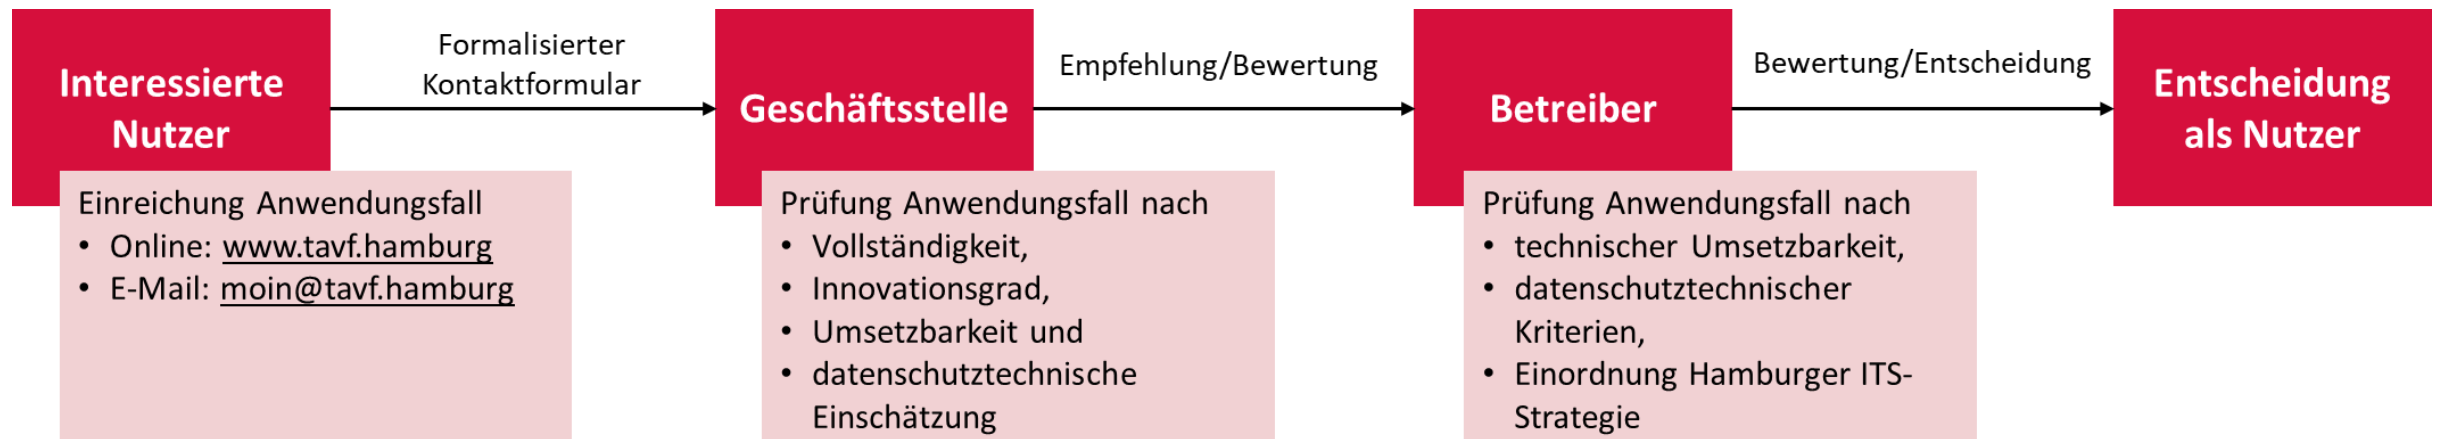 Interessierte
Nutzer
Formalisierter
Kontaktformular
Geschäftsstelle
Empfehlung/Bewertung
Betreiber
Bewertung/Entscheidung
Entscheidung
als Nutzer
Einreichung Anwendungsfall
• Online: www.tavf.hamburg
• E-Mail: moin@tavf.hamburg
Prüfung Anwendungsfall nach
• Vollständigkeit,
• Innovationsgrad,
• Umsetzbarkeit und
• datenschutztechnische
Einschätzung
Prüfung Anwendungsfall nach
• technischer Umsetzbarkeit,
• datenschutztechnischer
Kriterien,
• Einordnung Hamburger ITS-
Strategie